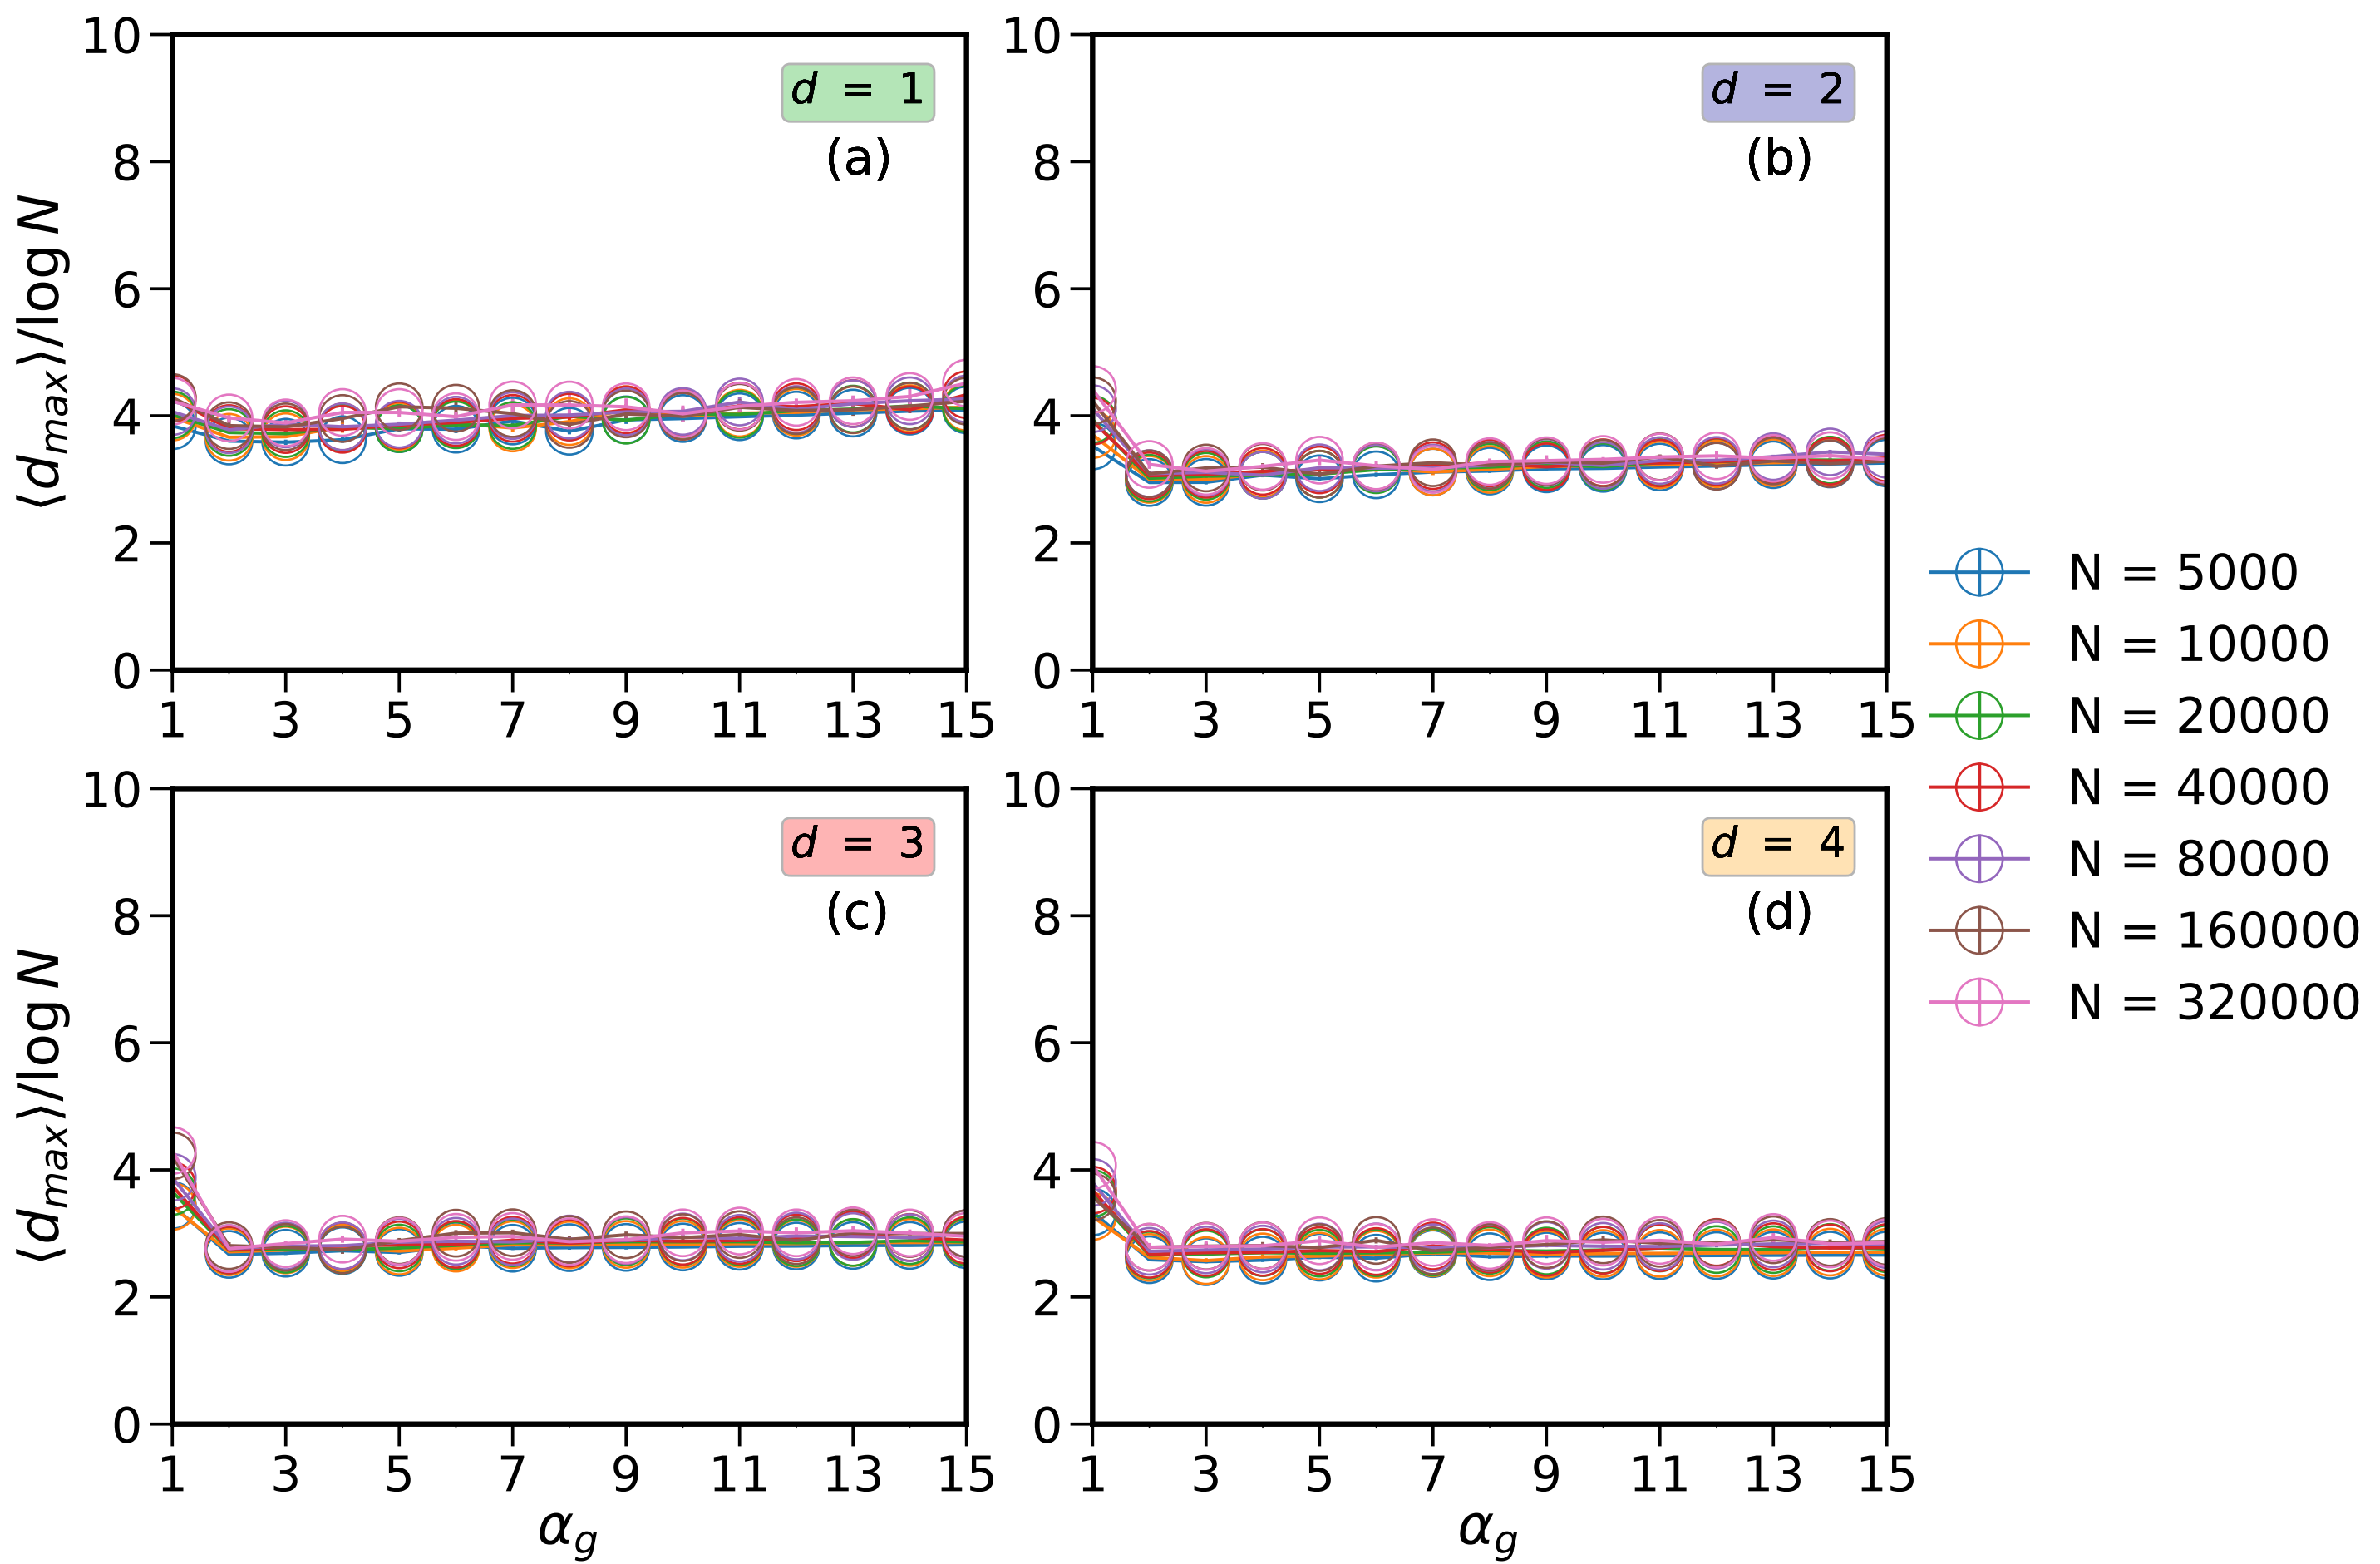 10
8
6
4
2
0
⟨d_max⟩/log N
d = 1
(a)
1 3 5 7 9 11 13 15
10
8
6
4
2
0
d = 2
(b)
1 3 5 7 9 11 13 15
10
8
6
4
2
0
⟨d_max⟩/log N
d = 3
(c)
1 3 5 7 9 11 13 15
α_g
10
8
6
4
2
0
d = 4
(d)
1 3 5 7 9 11 13 15
α_g
N = 5000
N = 10000
N = 20000
N = 40000
N = 80000
N = 160000
N = 320000